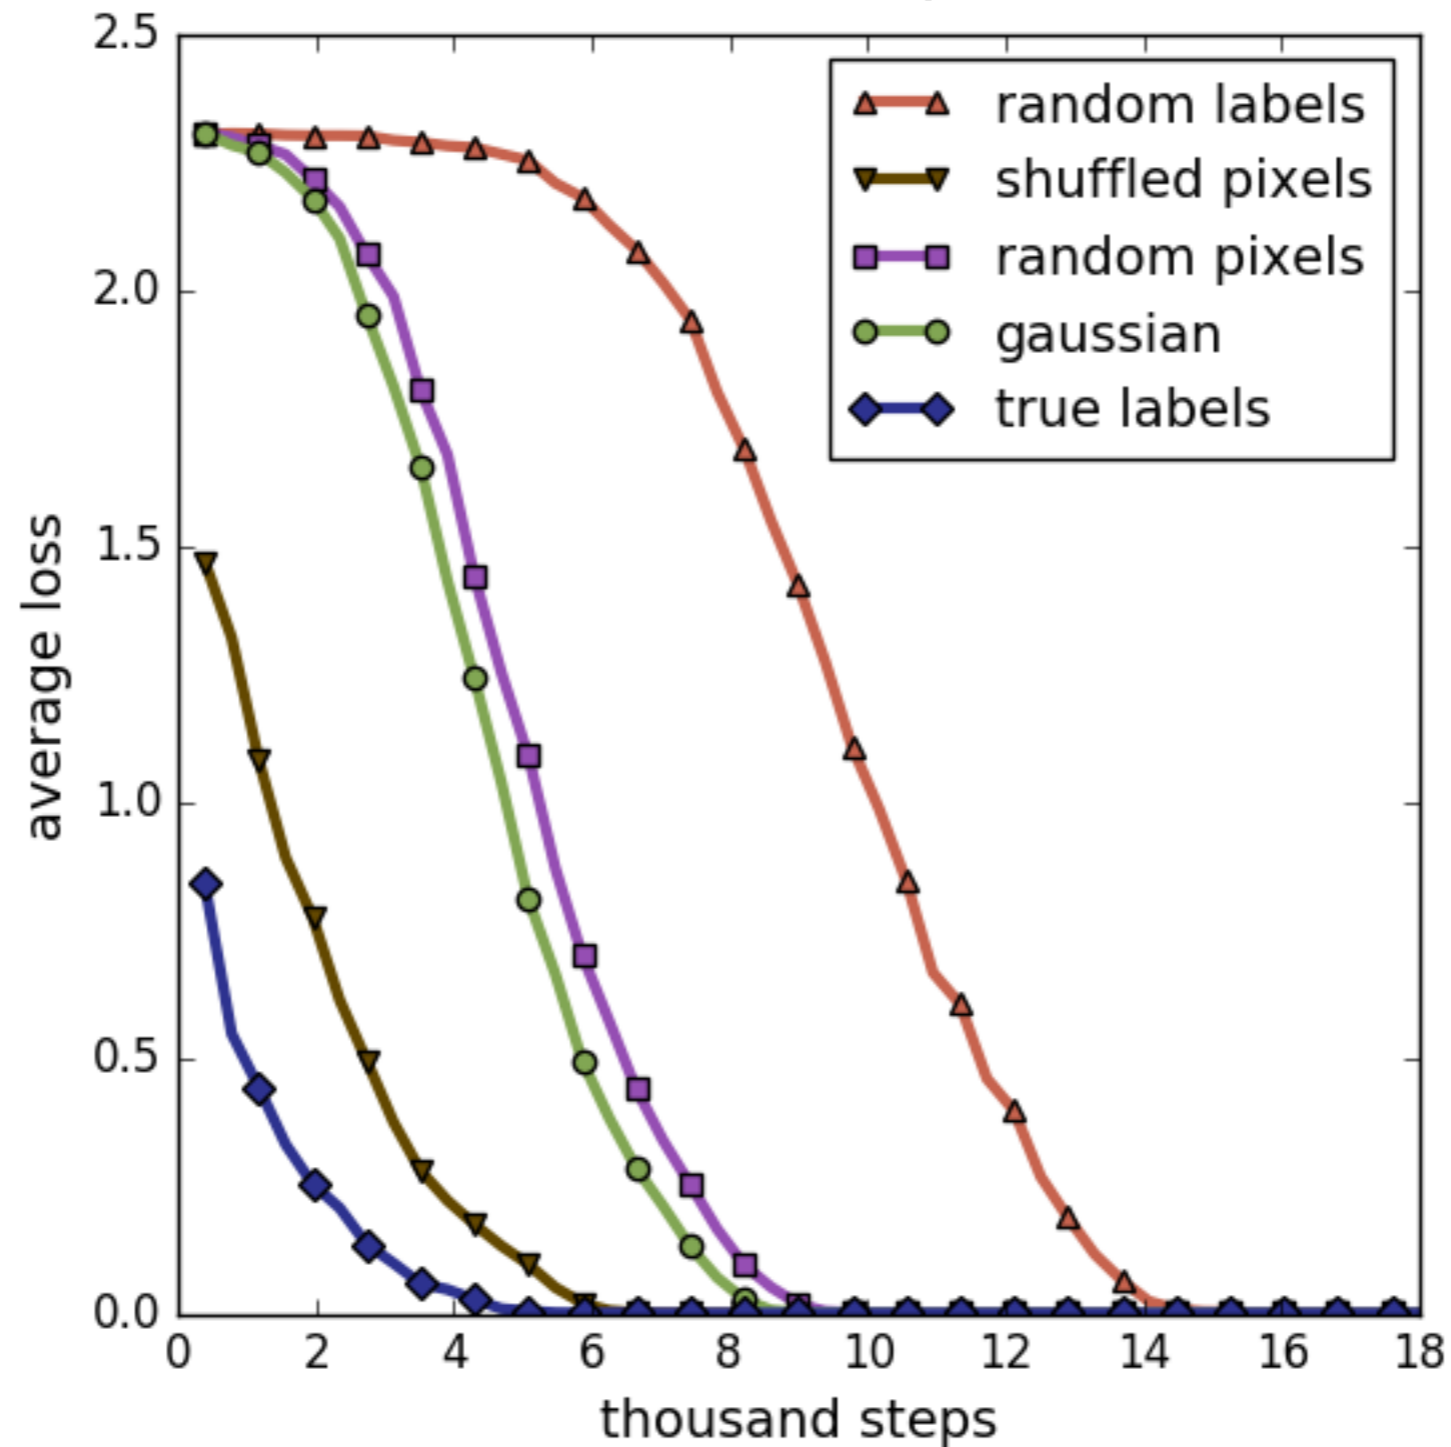 2.5
2.0
1.5
1.0
0.5
0.0
average loss
random labels
shuffled pixels
random pixels
gaussian
true labels
0 2 4 6 8 10 12 14 16 18
thousand steps